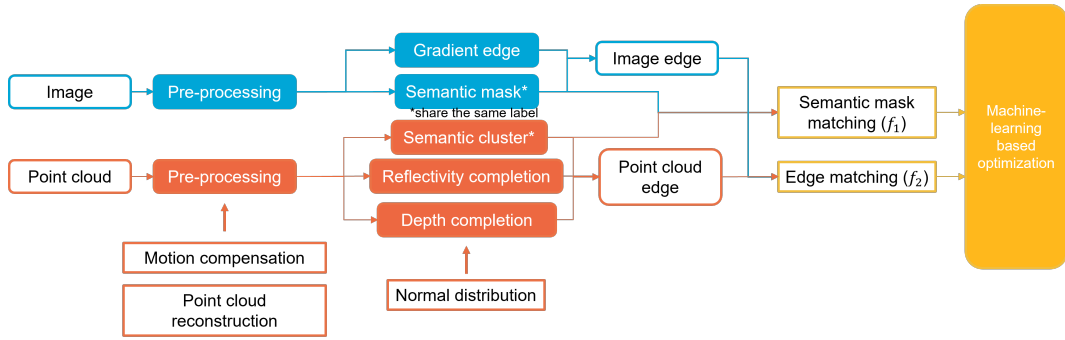 Image
Pre-processing
Gradient edge
Semantic mask*
*share the same label
Image edge
Point cloud
Pre-processing
Semantic cluster*
Reflectivity completion
Depth completion
Point cloud
edge
Semantic mask
matching (𝑓₁)
Edge matching (𝑓₂)
Machine-
learning
based
optimization
Motion compensation
Point cloud
reconstruction
Normal distribution